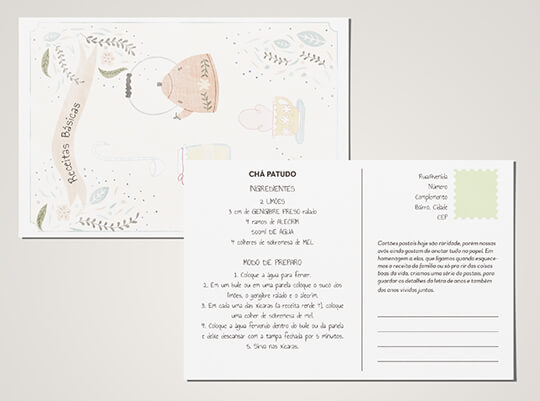 Receitas Básicas
CHÁ PATUDO
INGREDIENTES
2 LIMÕES
3 cm de GENGIBRE FRESO ralado
4 ramos de ALECRIM
500ml DE ÁGUA
4 colheres de sobremesa de MEL
MODO DE PREPARO
1. Coloque a água para ferver.
2. Em um bule ou em uma panela coloque o suco dos
limões, o gengibre ralado e o alecrim.
3. Em cada uma das xícaras (a receita rende 4), coloque
uma colher de sobremesa de mel.
4. Coloque a água fervendo dentro do bule ou da panela
e deixe descansar com a tampa fechada por 5 minutos.
5. Sirva nas xícaras.
Rua/Avenida
Número
Complemento
Bairro, Cidade
CEP
Cartões postais hoje são raridade, porém nossos
avós ainda gostam de anotar tudo no papel. Em
homenagem a elas, que ligamos quando esquece-
mos a receita da família ou só pra rir das coisas
boas da vida, criamos uma série de postais, para
guardar os detalhes da letra de anos e também
dos anos vividos juntos.